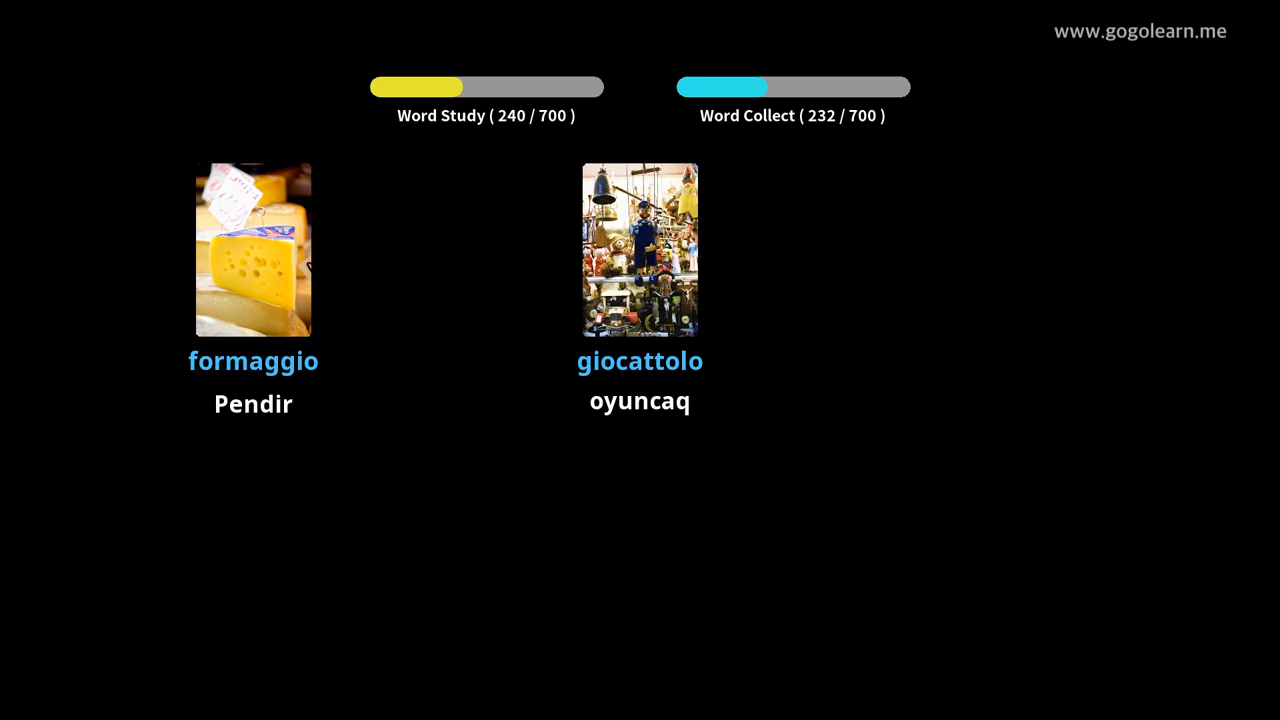 www.gogolearn.me
Word Study ( 240 / 700 )
Word Collect ( 232 / 700 )
formaggio
giocattolo
Pendir
oyuncaq